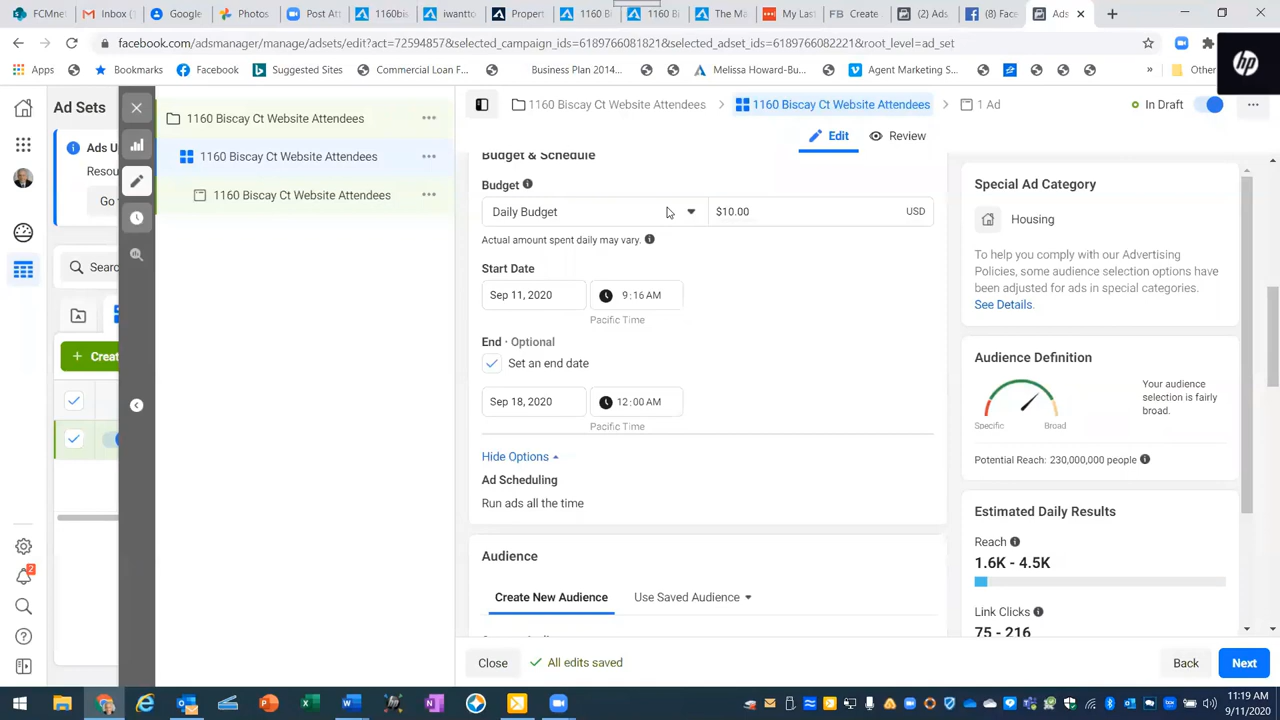 FCMnet
Photos
Post Att
1160bis
iwantto
Propert
1160 B
1160 Bi
The Ma
My Last
Create
(2) Ads
(8) Face
Ads
facebook.com/adsmanager/manage/adsets/edit?act=72594857&selected_campaign_ids=6189766081821&selected_adset_ids=6189766082221&root_level=ad_set
Apps
Bookmarks
Facebook
Suggested Sites
Commercial Loan F...
Business Plan 2014...
Melissa Howard-Bu...
Agent Marketing S...
»
Other
hp
Ad Sets
1160 Biscay Ct Website Attendees
1160 Biscay Ct Website Attendees
1160 Biscay Ct Website Attendees
1 Ad
In Draft
Edit
Review
Ads U
Resou
Go t
1160 Biscay Ct Website Attendees
1160 Biscay Ct Website Attendees
Searc
Creat
Budget & Schedule
Budget
Daily Budget
$10.00
USD
Actual amount spent daily may vary.
Start Date
Sep 11, 2020
9:16 AM
Pacific Time
End • Optional
Set an end date
Sep 18, 2020
12:00 AM
Pacific Time
Hide Options
Ad Scheduling
Run ads all the time
Audience
Create New Audience
Use Saved Audience
Special Ad Category
Housing
To help you comply with our Advertising
Policies, some audience selection options have
been adjusted for ads in special categories.
See Details.
Audience Definition
Your audience
selection is fairly
broad.
Specific
Broad
Potential Reach: 230,000,000 people
Estimated Daily Results
Reach
1.6K - 4.5K
Link Clicks
75 - 216
2
Close
All edits saved
Back
Next
11:19 AM
9/11/2020